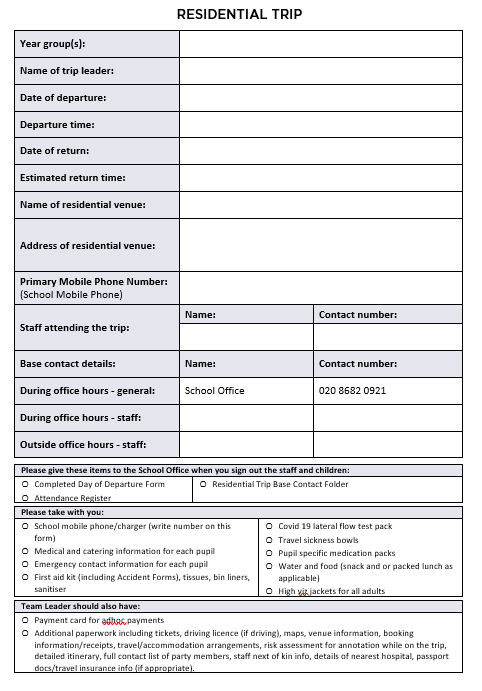 RESIDENTIAL TRIP
Year group(s):
Name of trip leader:
Date of departure:
Departure time:
Date of return:
Estimated return time:
Name of residential venue:
Address of residential venue:
Primary Mobile Phone Number:
(School Mobile Phone)
Staff attending the trip:
Name:
Contact number:
Base contact details:
Name:
Contact number:
During office hours - general:
School Office
020 8682 0921
During office hours - staff:
Outside office hours - staff:
Please give these items to the School Office when you sign out the staff and children:
Completed Day of Departure Form
Attendance Register
Residential Trip Base Contact Folder
Please take with you:
School mobile phone/charger (write number on this
form)
Medical and catering information for each pupil
Emergency contact information for each pupil
First aid kit (including Accident Forms), tissues, bin liners,
sanitiser
Covid 19 lateral flow test pack
Travel sickness bowls
Pupil specific medication packs
Water and food (snack and or packed lunch as
applicable)
High viz jackets for all adults
Team Leader should also have:
Payment card for adhoc payments
Additional paperwork including tickets, driving licence (if driving), maps, venue information, booking
information/receipts, travel/accommodation arrangements, risk assessment for annotation while on the trip,
detailed itinerary, full contact list of party members, staff next of kin info, details of nearest hospital, passport
docs/travel insurance info (if appropriate).